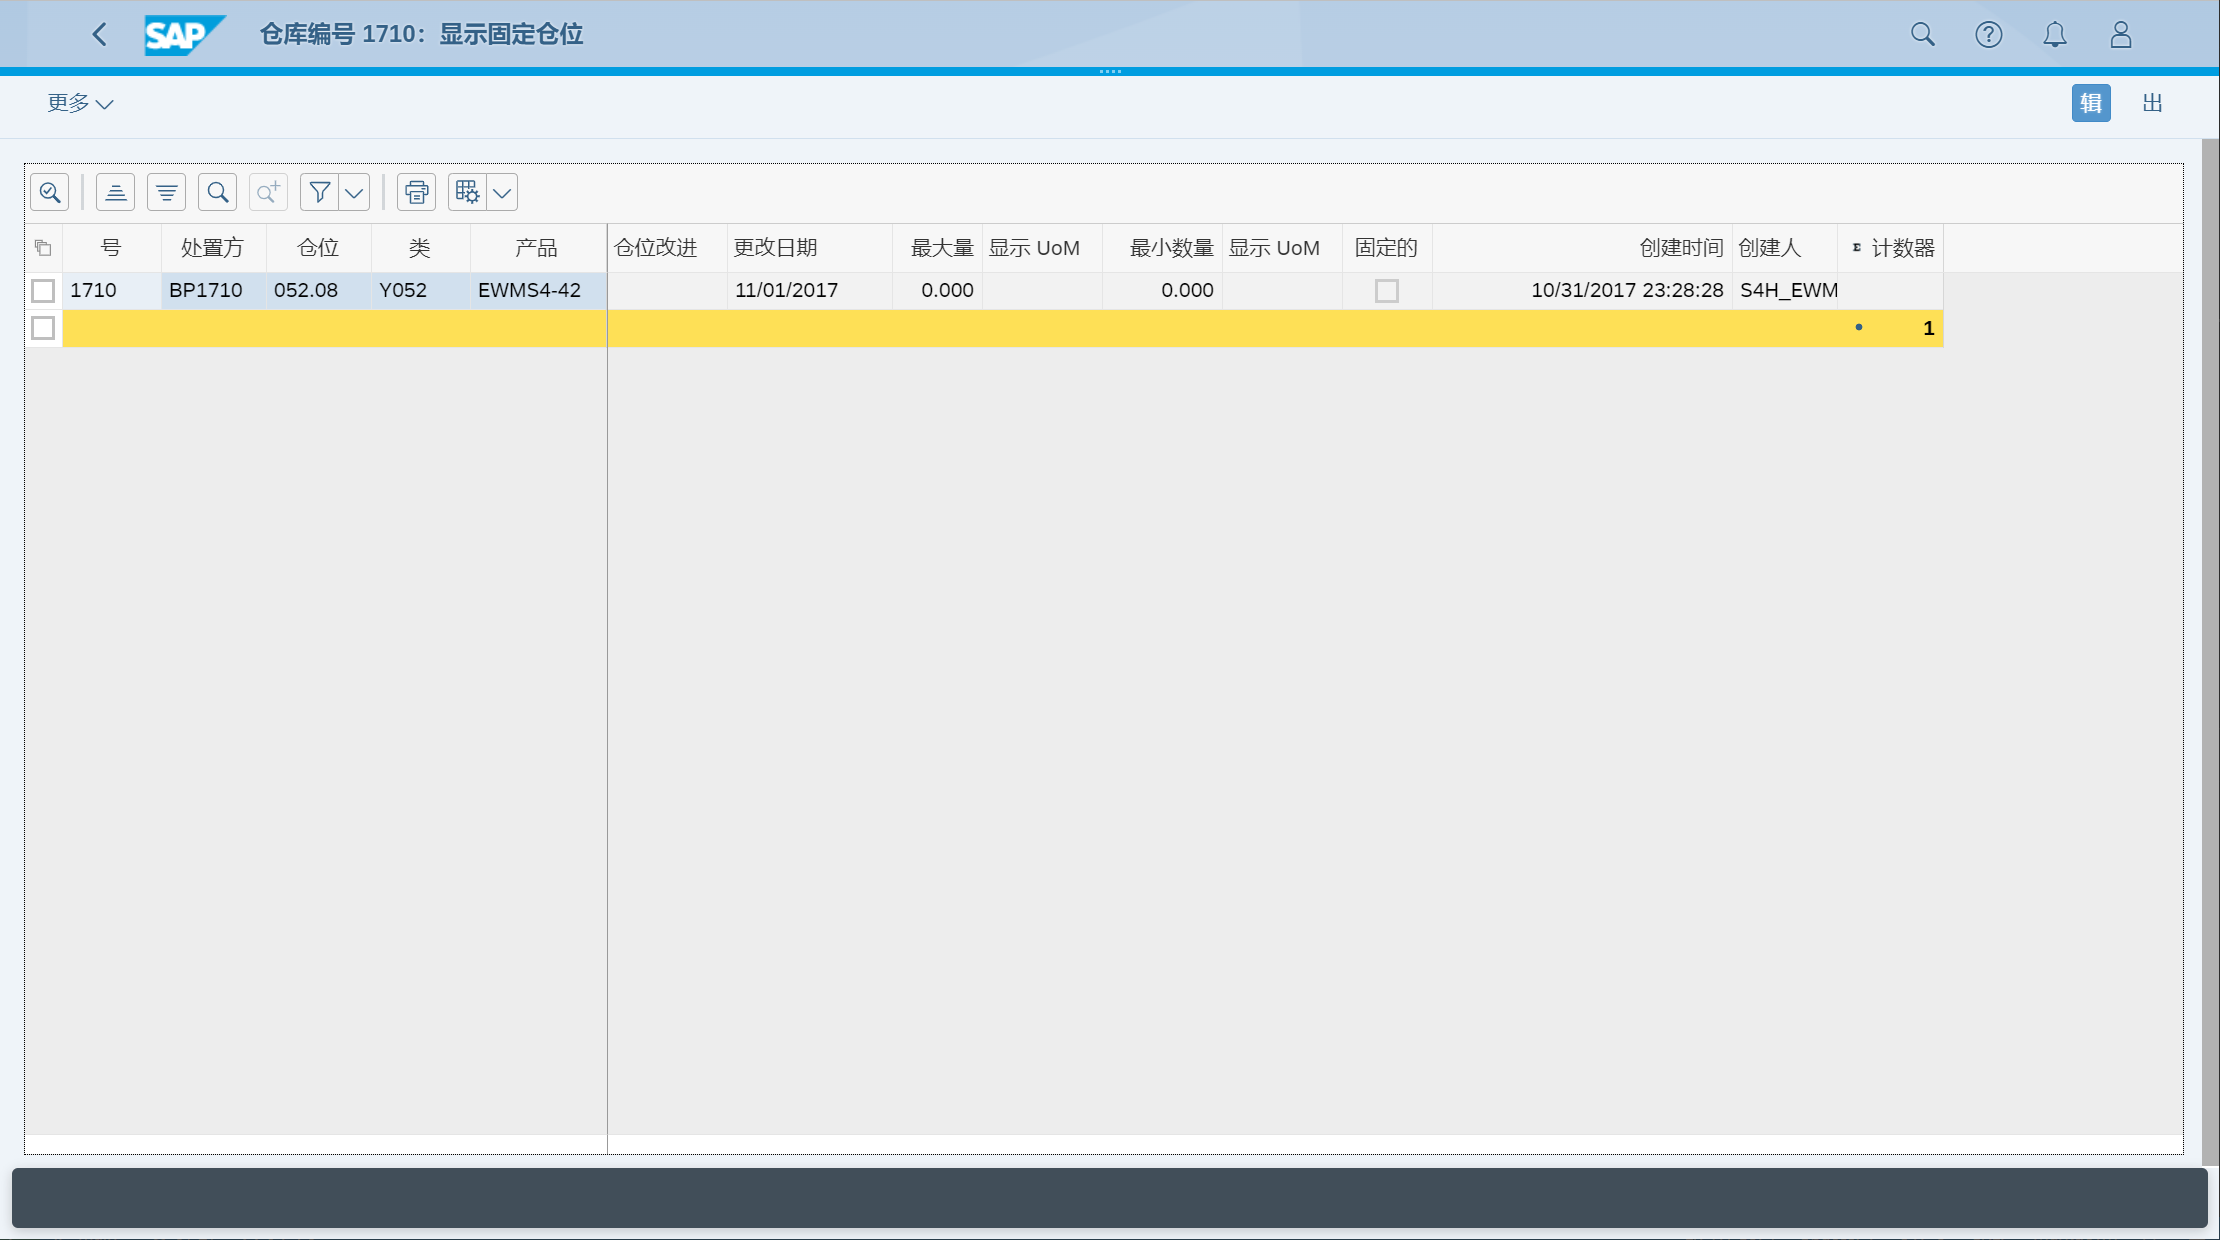 SAP 仓库编号 1710：显示固定仓位
更多 辑 出
号 处置方 仓位 类 产品 仓位改进 更改日期 最大量 显示 UoM 最小数量 显示 UoM 固定的 创建时间 创建人 Σ 计数器
1710 BP1710 052.08 Y052 EWMS4-42 11/01/2017 0.000 0.000 10/31/2017 23:28:28 S4H_EWM
• 1